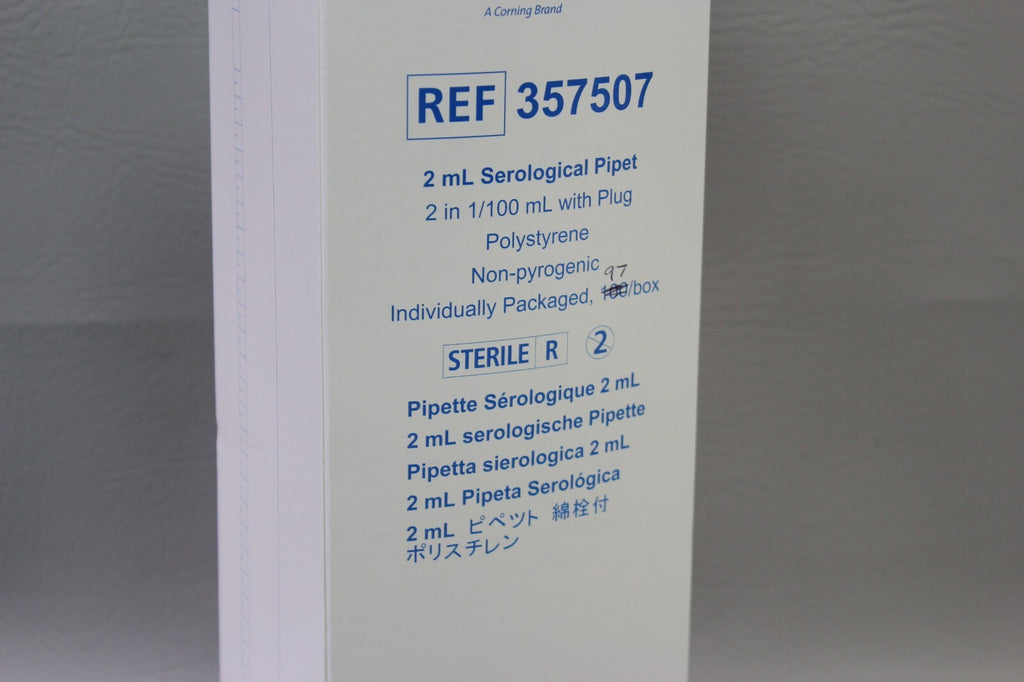 A Corning Brand
REF 357507
2 mL Serological Pipet
2 in 1/100 mL with Plug
Polystyrene
Non-pyrogenic
97
Individually Packaged, 100/box
STERILE R 2
Pipette Sérologique 2 mL
2 mL serologische Pipette
Pipetta sierologica 2 mL
2 mL Pipeta Serológica
2 mL ピペット 綿栓付
ポリスチレン